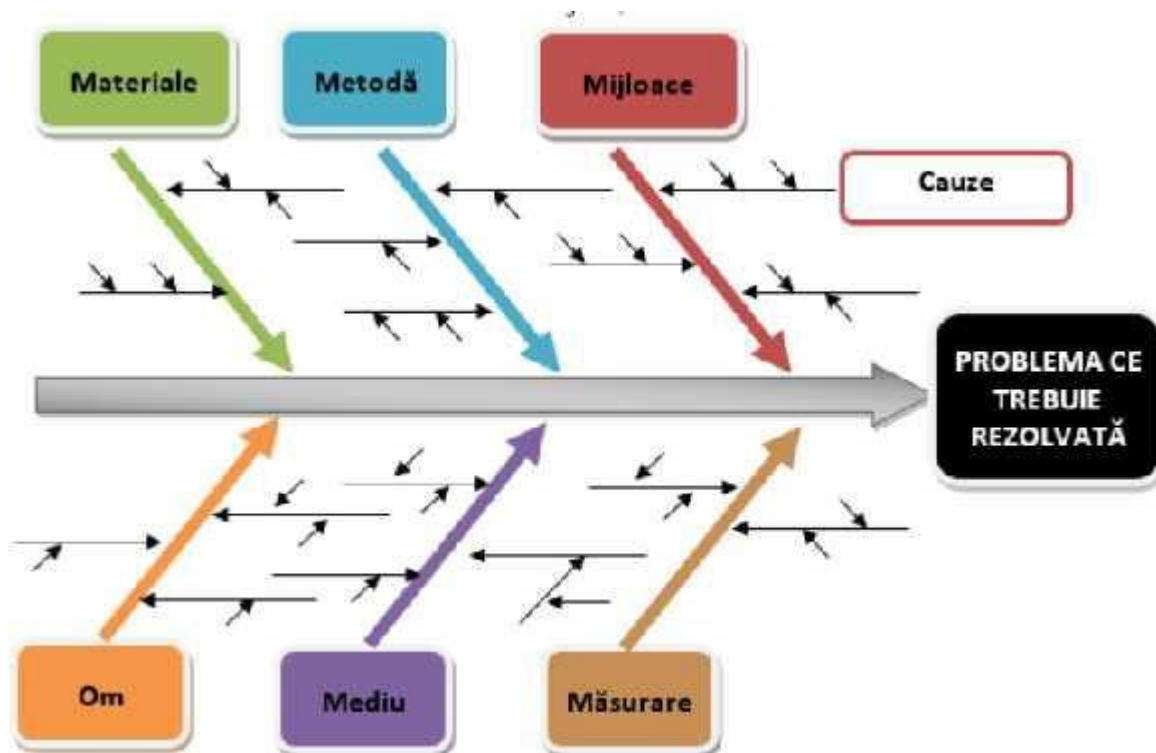 Materiale
Metodă
Mijloace
Cauze
PROBLEMA CE
TREBUIE
REZOLVATĂ
Om
Mediu
Măsurare